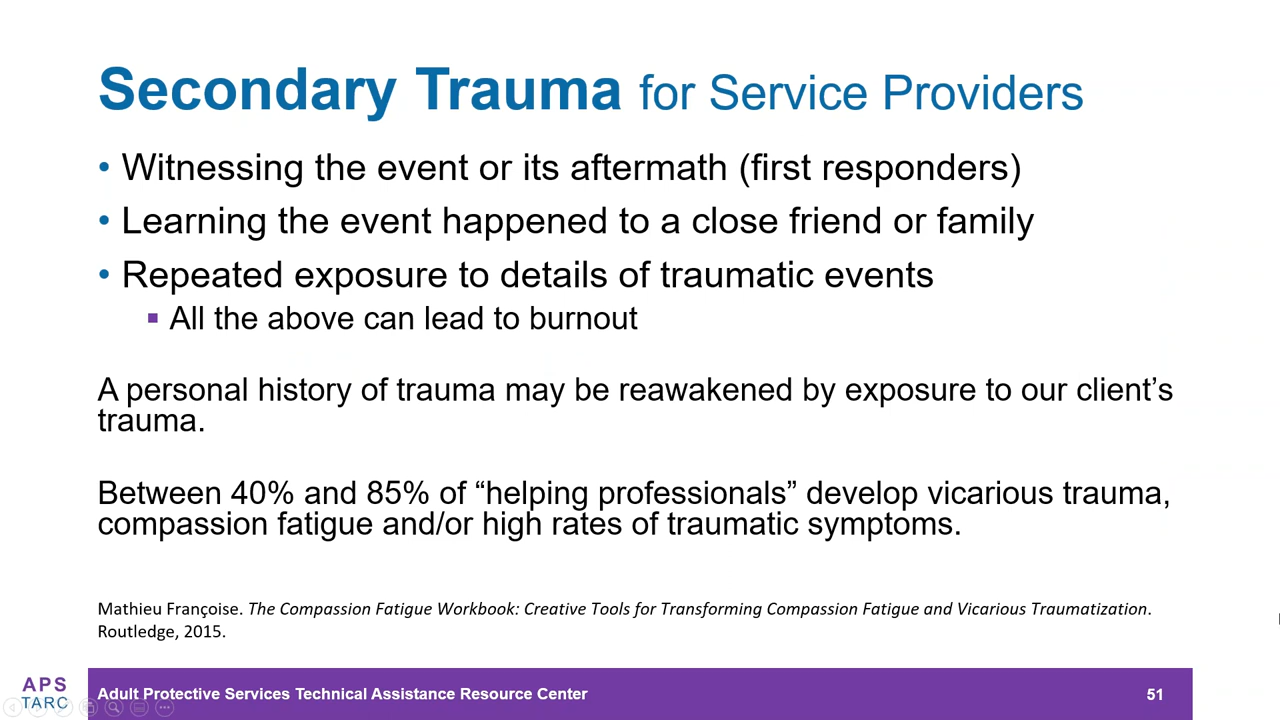 Secondary Trauma for Service Providers
• Witnessing the event or its aftermath (first responders)
• Learning the event happened to a close friend or family
• Repeated exposure to details of traumatic events
▪ All the above can lead to burnout
A personal history of trauma may be reawakened by exposure to our client’s
trauma.
Between 40% and 85% of “helping professionals” develop vicarious trauma,
compassion fatigue and/or high rates of traumatic symptoms.
Mathieu Françoise. The Compassion Fatigue Workbook: Creative Tools for Transforming Compassion Fatigue and Vicarious Traumatization.
Routledge, 2015.
APS
TARC
Adult Protective Services Technical Assistance Resource Center
51